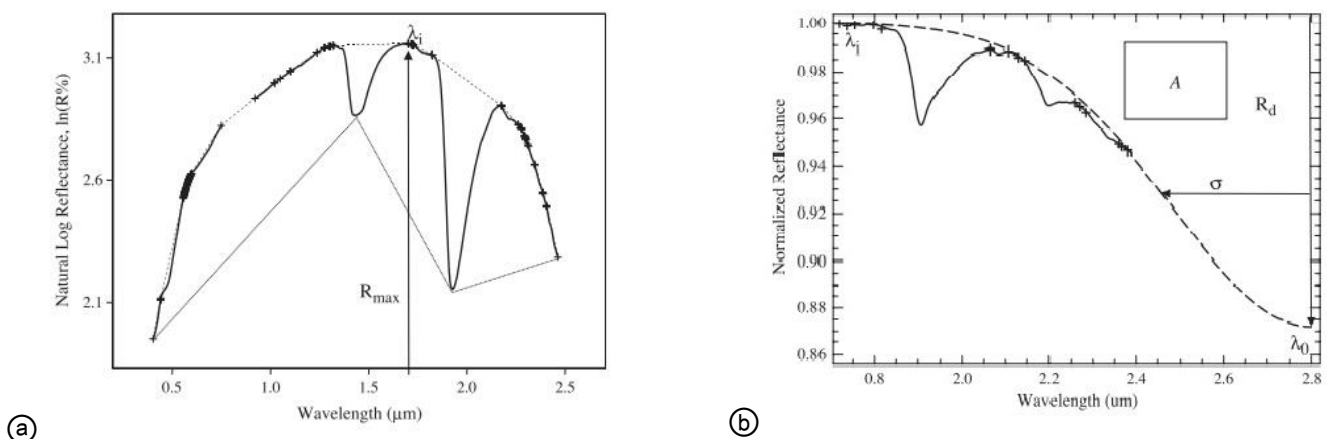 λi
3.1
2.6
2.1
Natural Log Reflectance, ln(R%)
Rmax
0.5 1.0 1.5 2.0 2.5
Wavelength (μm)
a
1.00
0.98
0.96
0.94
0.92
0.90
0.88
0.86
Normalized Reflectance
λi
A
Rd
σ
λ0
0.8 2.0 2.2 2.4 2.6 2.8
Wavelength (um)
b